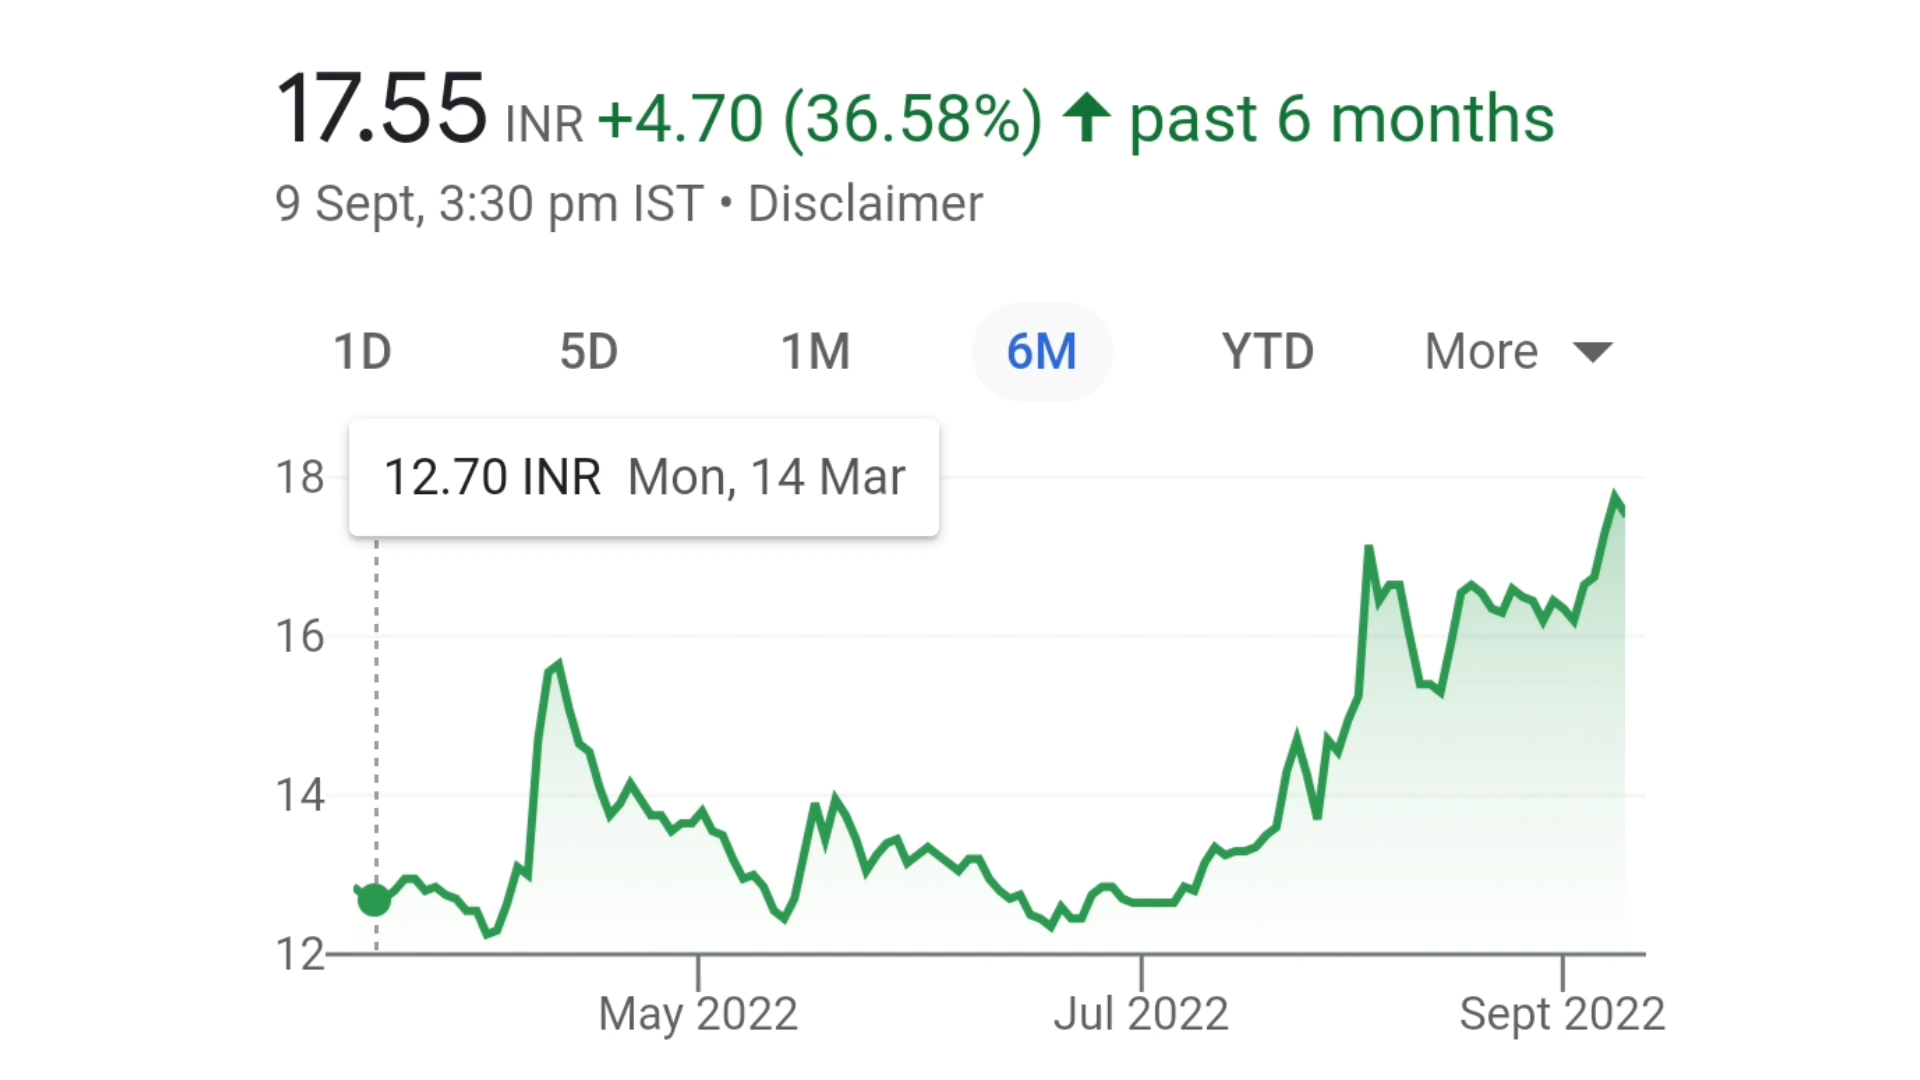 17.55 INR +4.70 (36.58%) ↑ past 6 months
9 Sept, 3:30 pm IST • Disclaimer
1D 5D 1M 6M YTD More
12.70 INR Mon, 14 Mar
18
16
14
12
May 2022 Jul 2022 Sept 2022